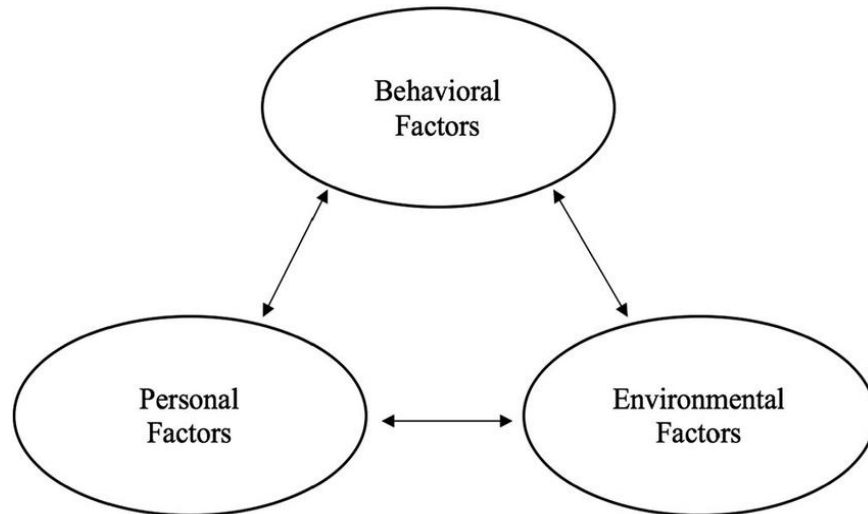 Behavioral
Factors
Personal
Factors
Environmental
Factors